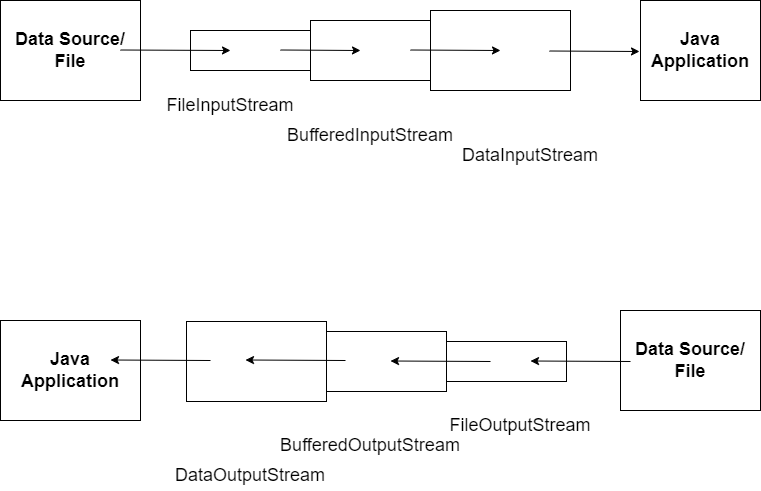 Data Source/
File
Java
Application
FileInputStream
BufferedInputStream
DataInputStream
Java
Application
Data Source/
File
FileOutputStream
BufferedOutputStream
DataOutputStream